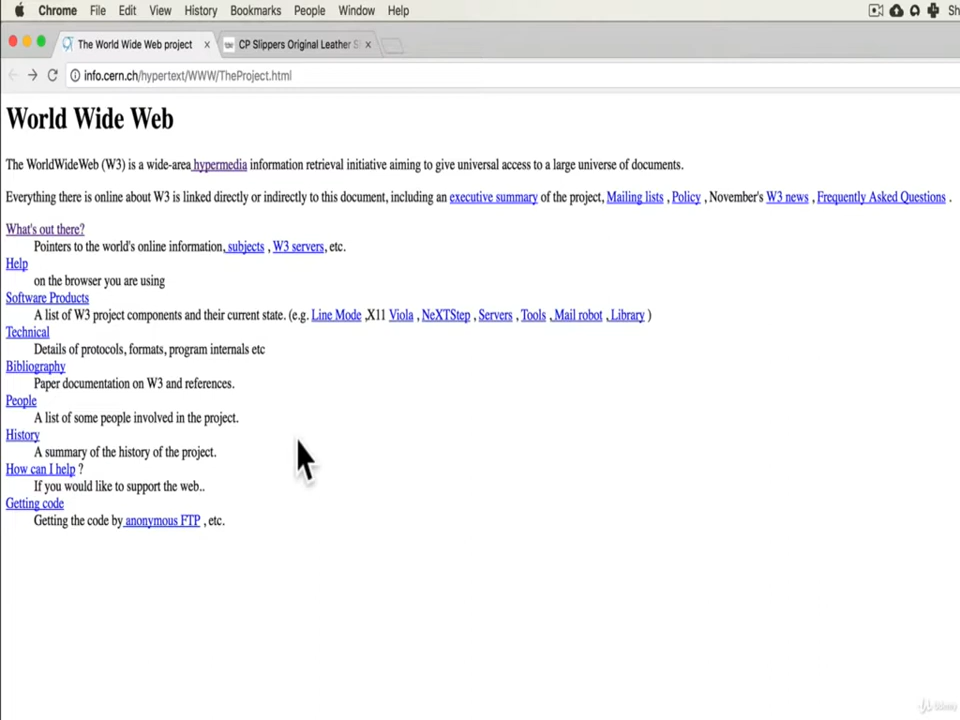 Chrome File Edit View History Bookmarks People Window Help Sh
The World Wide Web project × CP Slippers Original Leather S ×
info.cern.ch/hypertext/WWW/TheProject.html
World Wide Web
The WorldWideWeb (W3) is a wide-area hypermedia information retrieval initiative aiming to give universal access to a large universe of documents.
Everything there is online about W3 is linked directly or indirectly to this document, including an executive summary of the project, Mailing lists , Policy , November's W3 news , Frequently Asked Questions .
What's out there?
Pointers to the world's online information, subjects , W3 servers, etc.
Help
on the browser you are using
Software Products
A list of W3 project components and their current state. (e.g. Line Mode ,X11 Viola , NeXTStep , Servers , Tools , Mail robot , Library )
Technical
Details of protocols, formats, program internals etc
Bibliography
Paper documentation on W3 and references.
People
A list of some people involved in the project.
History
A summary of the history of the project.
How can I help ?
If you would like to support the web..
Getting code
Getting the code by anonymous FTP , etc.
Udemy